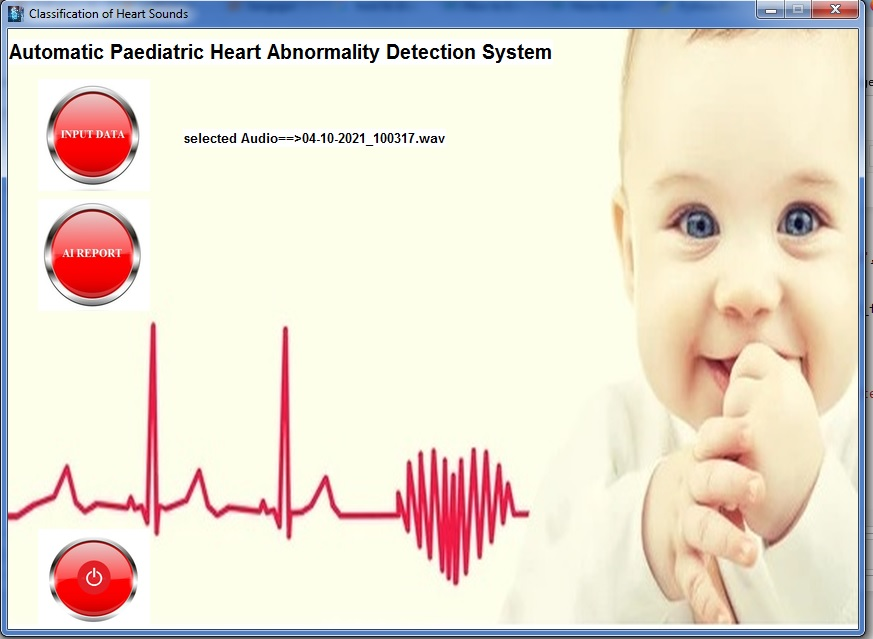 Classification of Heart Sounds
Automatic Paediatric Heart Abnormality Detection System
INPUT DATA
selected Audio==>04-10-2021_100317.wav
AI REPORT